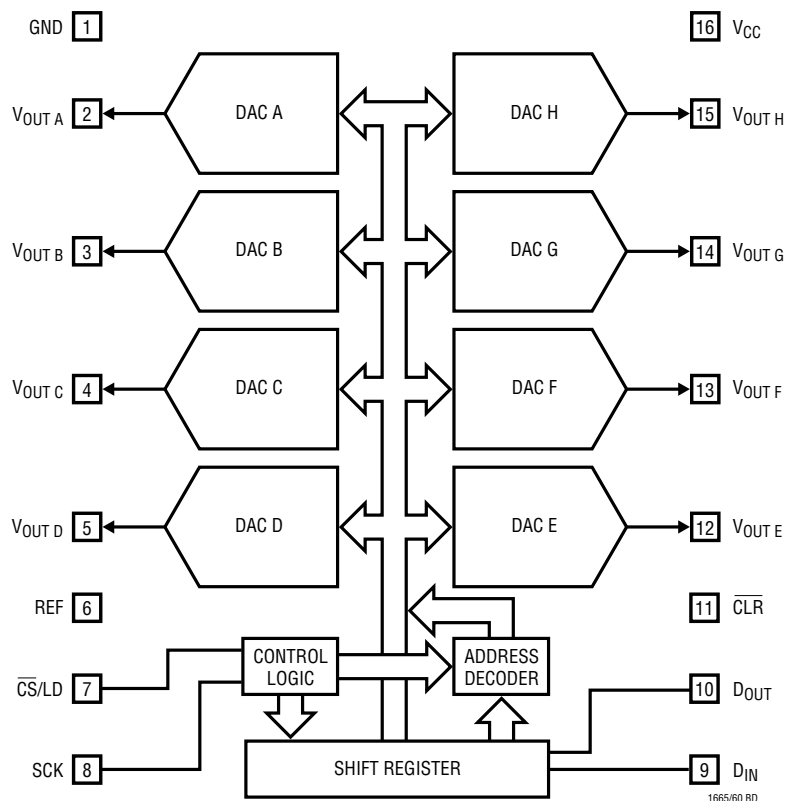 GND 1
16 VCC
VOUT A 2
DAC A
DAC H
15 VOUT H
VOUT B 3
DAC B
DAC G
14 VOUT G
VOUT C 4
DAC C
DAC F
13 VOUT F
VOUT D 5
DAC D
DAC E
12 VOUT E
REF 6
11 C̅L̅R̅
C̅S̅/LD 7
CONTROL
LOGIC
ADDRESS
DECODER
10 DOUT
SCK 8
SHIFT REGISTER
9 DIN
1665/60 BD